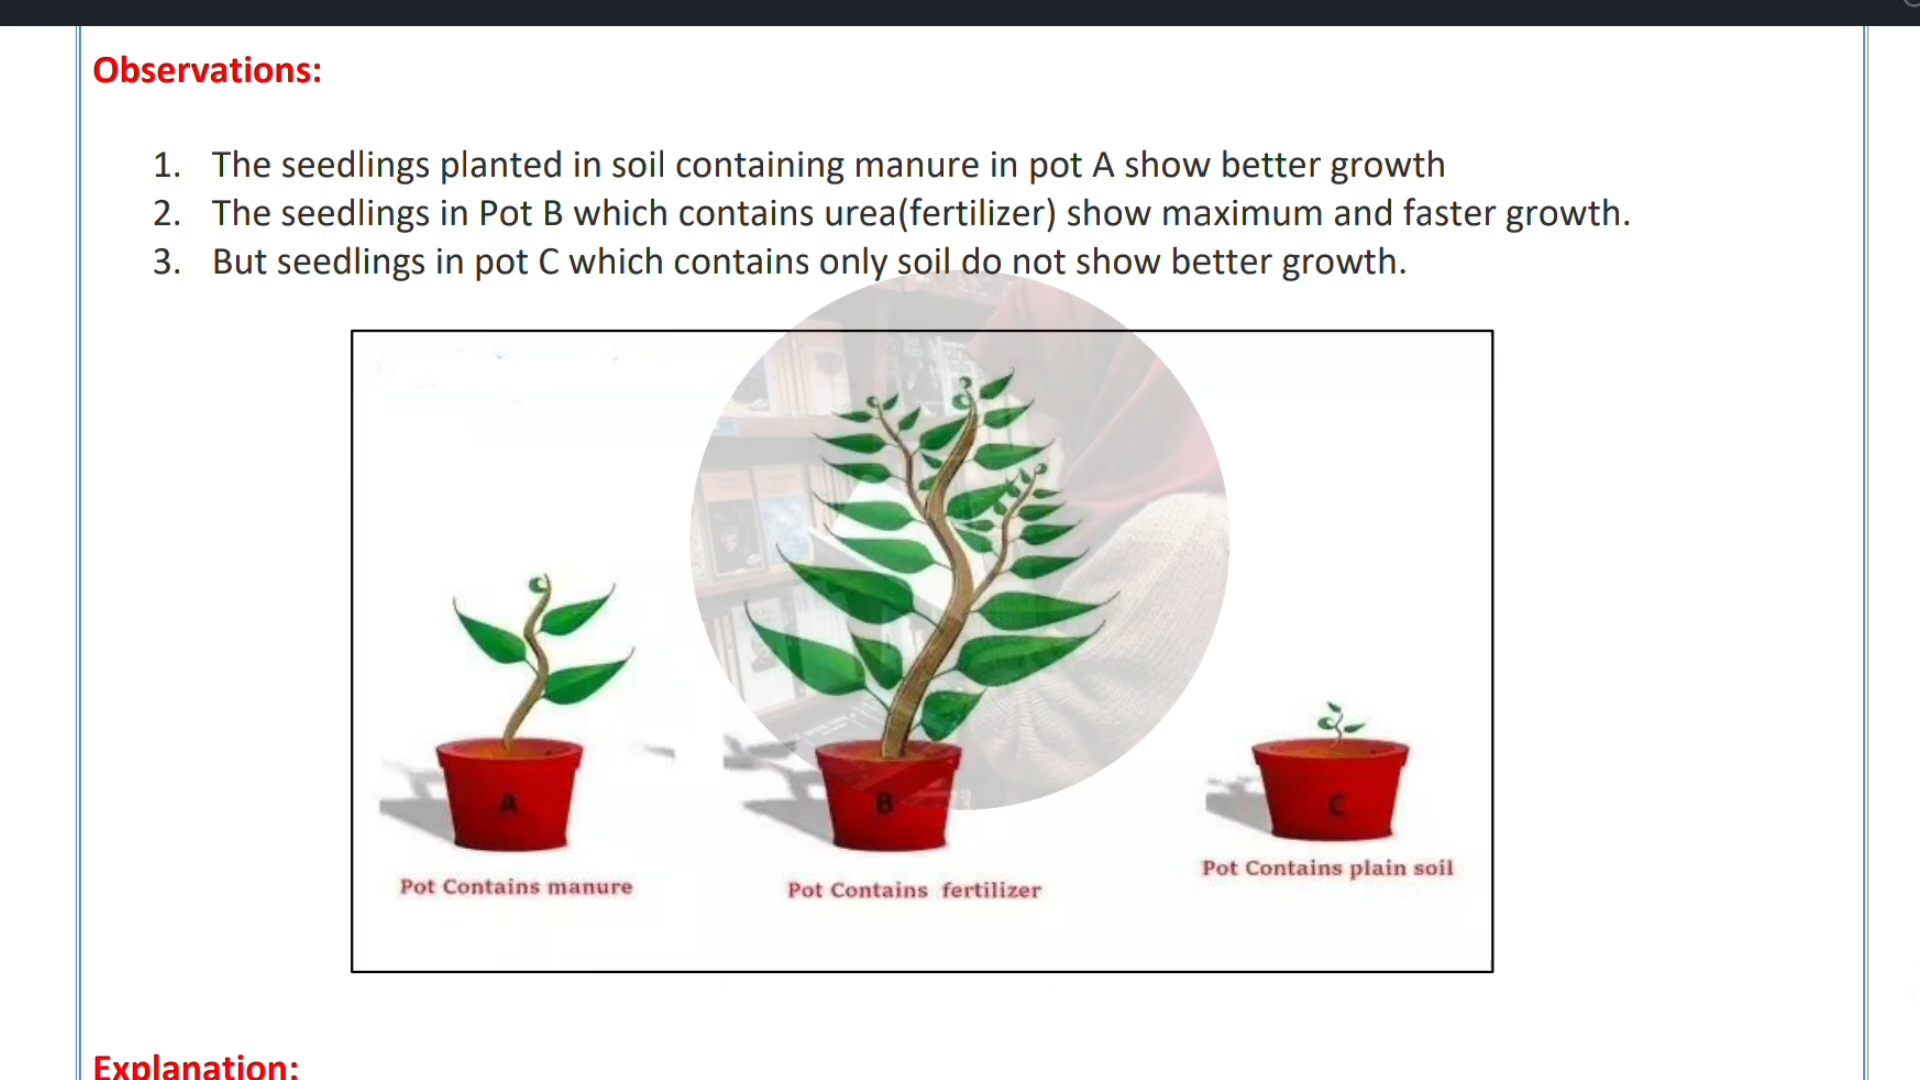 Observations:
1. The seedlings planted in soil containing manure in pot A show better growth
2. The seedlings in Pot B which contains urea(fertilizer) show maximum and faster growth.
3. But seedlings in pot C which contains only soil do not show better growth.
A
B
C
Pot Contains manure
Pot Contains fertilizer
Pot Contains plain soil
Explanation: